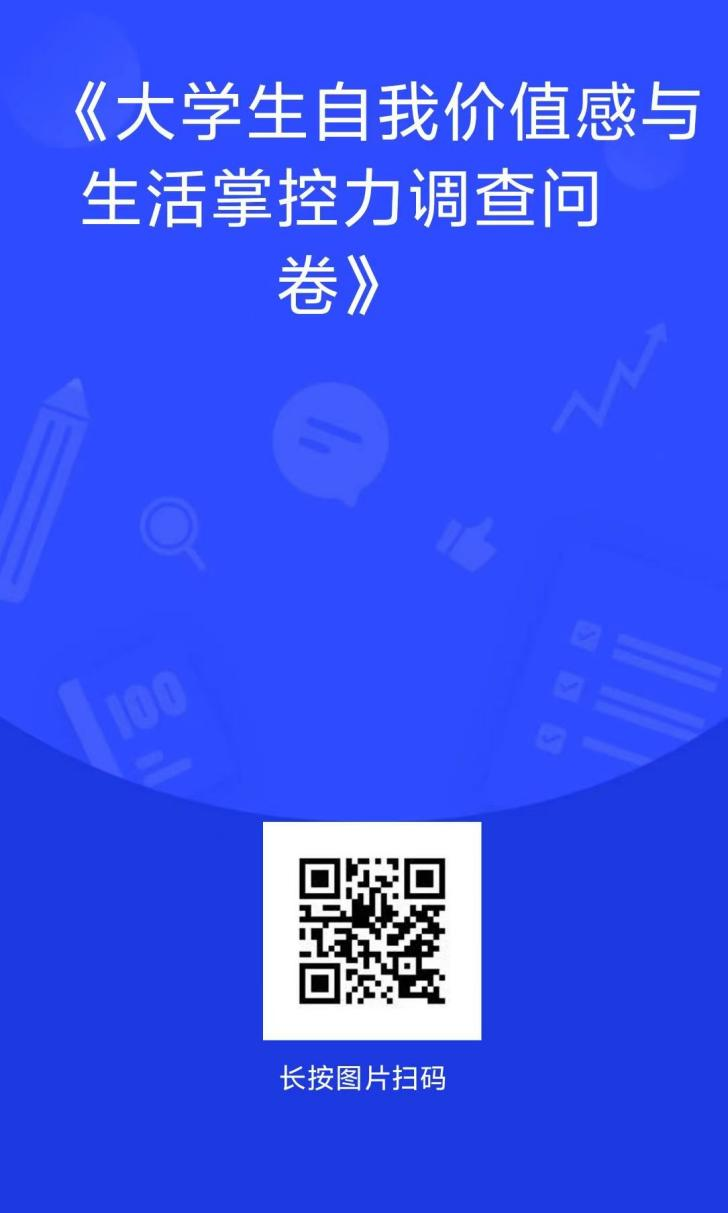 《大学生自我价值感与
生活掌控力调查问
卷》
100
长按图片扫码